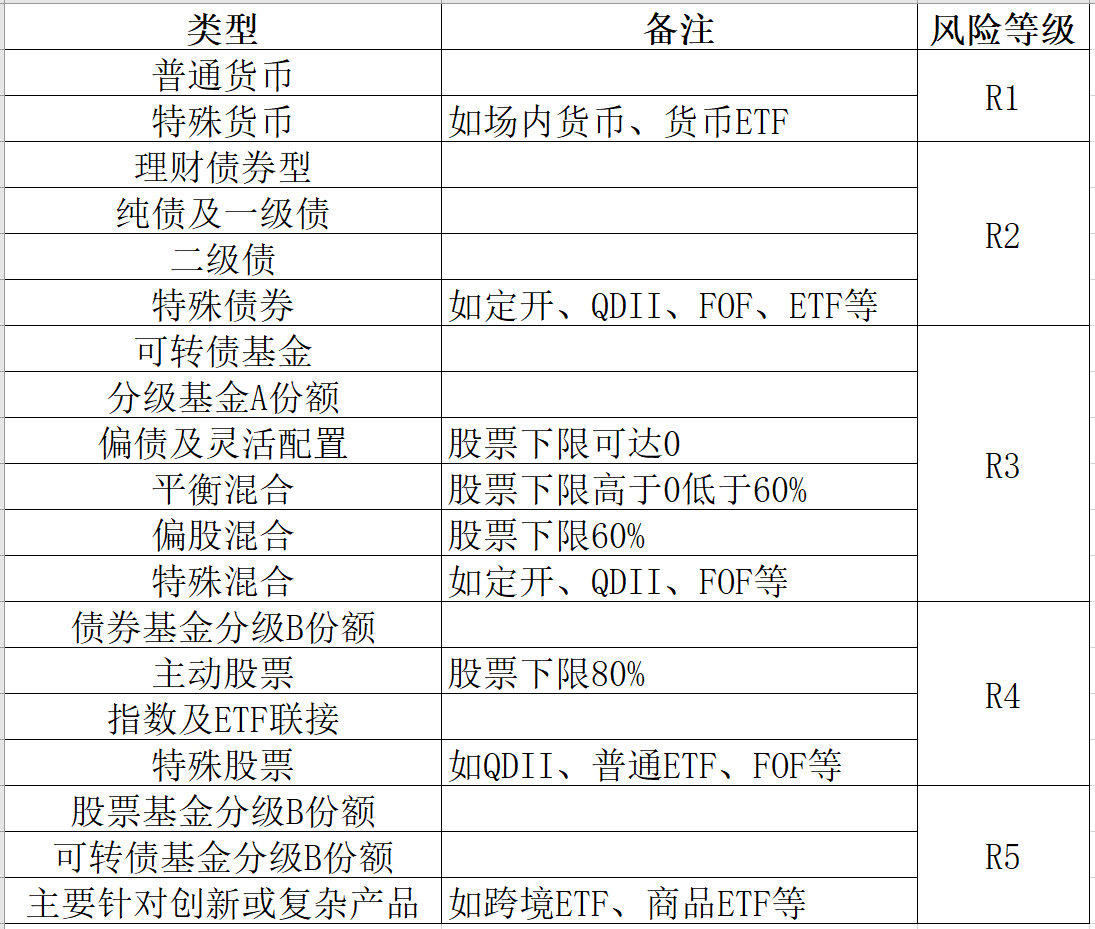 类型 备注 风险等级
普通货币
特殊货币 如场内货币、货币ETF
R1
理财债券型
纯债及一级债
二级债
特殊债券 如定开、QDII、FOF、ETF等
R2
可转债基金
分级基金A份额
偏债及灵活配置 股票下限可达0
平衡混合 股票下限高于0低于60%
偏股混合 股票下限60%
特殊混合 如定开、QDII、FOF等
R3
债券基金分级B份额
主动股票 股票下限80%
指数及ETF联接
特殊股票 如QDII、普通ETF、FOF等
R4
股票基金分级B份额
可转债基金分级B份额
主要针对创新或复杂产品 如跨境ETF、商品ETF等
R5